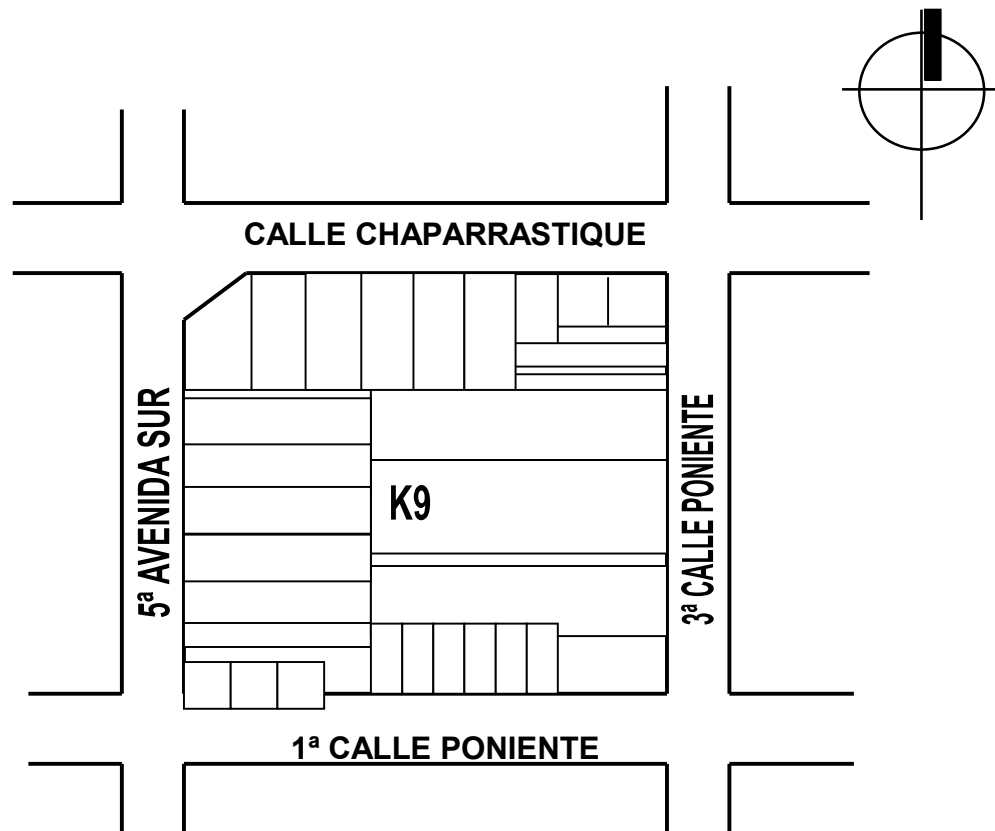 CALLE CHAPARRASTIQUE
5ª AVENIDA SUR
K9
3ª CALLE PONIENTE
1ª CALLE PONIENTE